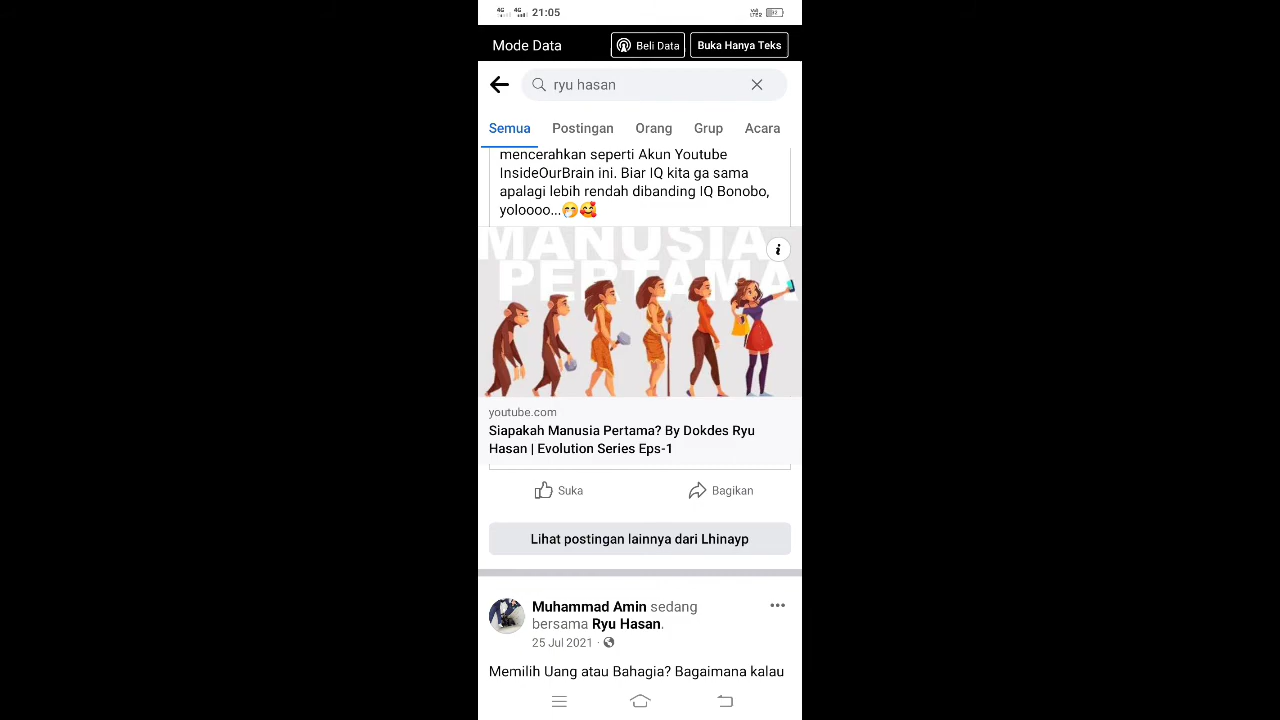 4G 4G 21:05
Mode Data Beli Data Buka Hanya Teks
ryu hasan
Semua Postingan Orang Grup Acara
mencerahkan seperti Akun Youtube
InsideOurBrain ini. Biar IQ kita ga sama
apalagi lebih rendah dibanding IQ Bonobo,
yoloooo...🤭🥰
MANUSIA
PERTAMA
youtube.com
Siapakah Manusia Pertama? By Dokdes Ryu
Hasan | Evolution Series Eps-1
Suka Bagikan
Lihat postingan lainnya dari Lhinayp
Muhammad Amin sedang
bersama Ryu Hasan.
25 Jul 2021 ·
Memilih Uang atau Bahagia? Bagaimana kalau